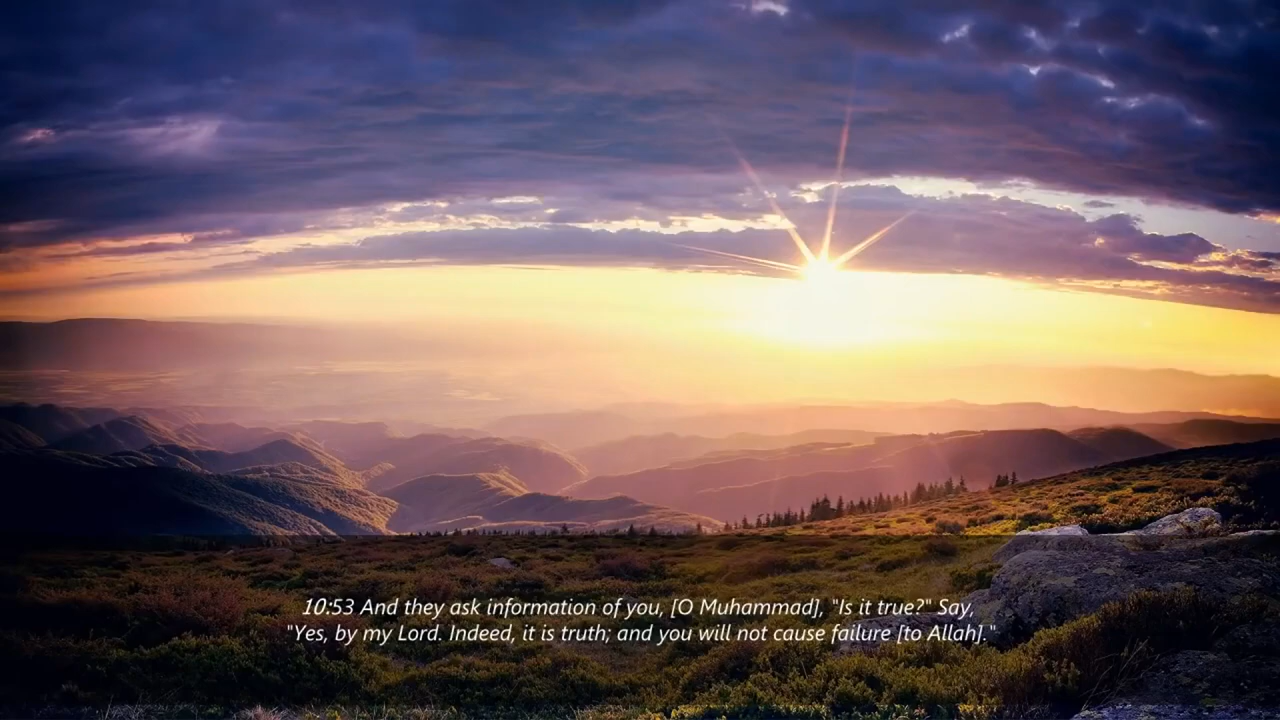 10:53 And they ask information of you, [O Muhammad], "Is it true?" Say,
"Yes, by my Lord. Indeed, it is truth; and you will not cause failure [to Allah]."